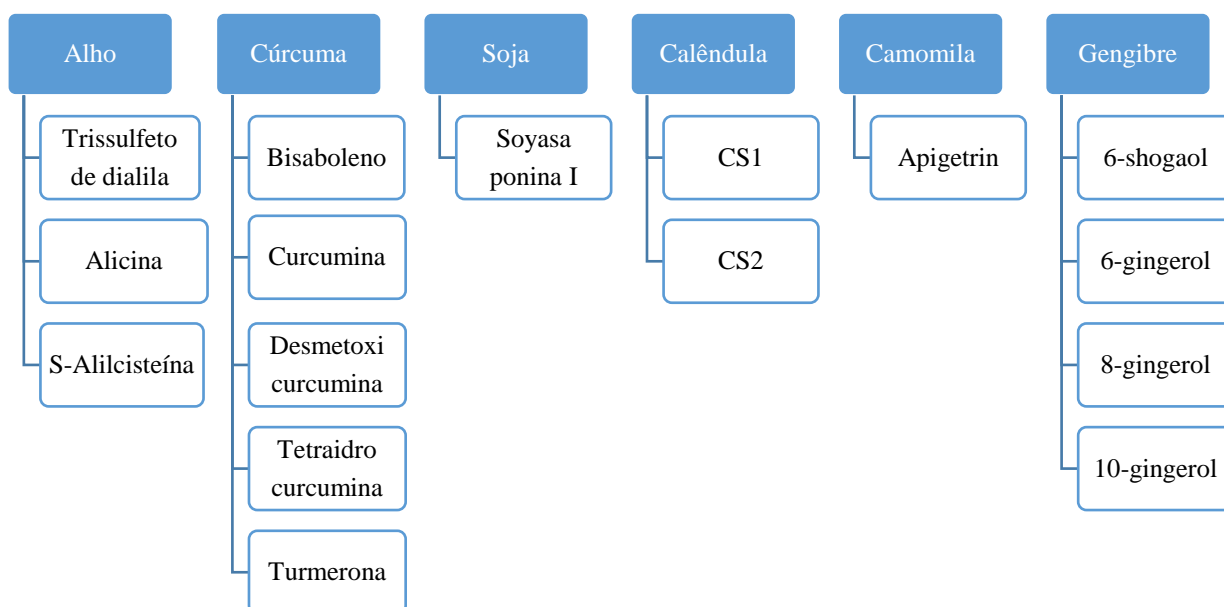 Alho
Trissulfeto
de dialila
Alicina
S-Alilcisteína
Cúrcuma
Bisaboleno
Curcumina
Desmetoxi
curcumina
Tetraidro
curcumina
Turmerona
Soja
Soyasa
ponina I
Calêndula
CS1
CS2
Camomila
Apigetrin
Gengibre
6-shogaol
6-gingerol
8-gingerol
10-gingerol